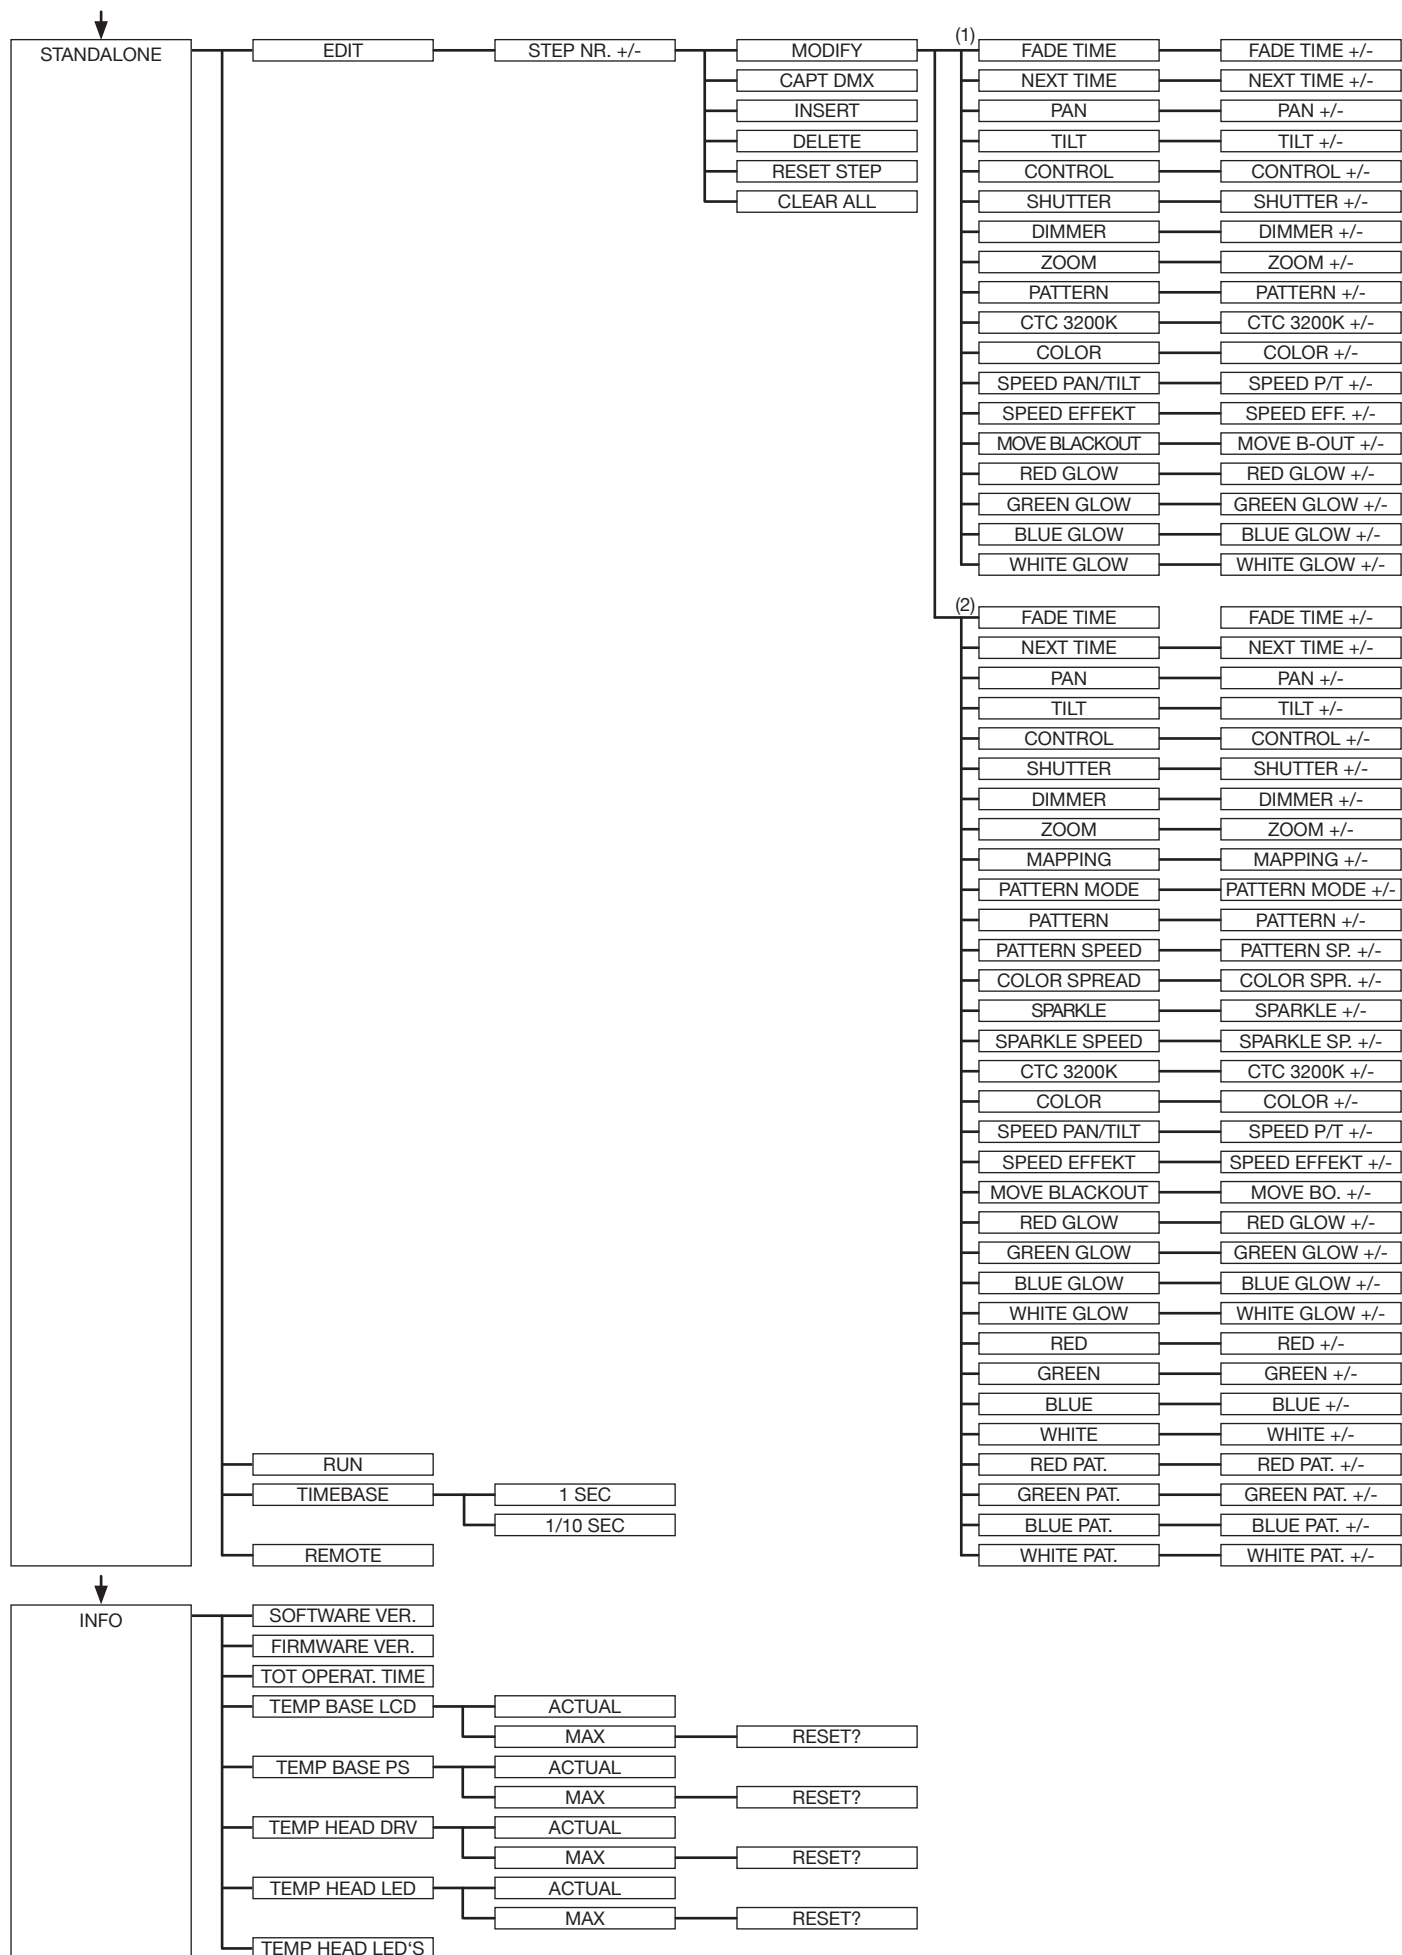 STANDALONE EDIT STEP NR. +/- MODIFY (1) FADE TIME FADE TIME +/-
CAPT DMX NEXT TIME NEXT TIME +/-
INSERT PAN PAN +/-
DELETE TILT TILT +/-
RESET STEP CONTROL CONTROL +/-
CLEAR ALL SHUTTER SHUTTER +/-
DIMMER DIMMER +/-
ZOOM ZOOM +/-
PATTERN PATTERN +/-
CTC 3200K CTC 3200K +/-
COLOR COLOR +/-
SPEED PAN/TILT SPEED P/T +/-
SPEED EFFEKT SPEED EFF. +/-
MOVE BLACKOUT MOVE B-OUT +/-
RED GLOW RED GLOW +/-
GREEN GLOW GREEN GLOW +/-
BLUE GLOW BLUE GLOW +/-
WHITE GLOW WHITE GLOW +/-
(2) FADE TIME FADE TIME +/-
NEXT TIME NEXT TIME +/-
PAN PAN +/-
TILT TILT +/-
CONTROL CONTROL +/-
SHUTTER SHUTTER +/-
DIMMER DIMMER +/-
ZOOM ZOOM +/-
MAPPING MAPPING +/-
PATTERN MODE PATTERN MODE +/-
PATTERN PATTERN +/-
PATTERN SPEED PATTERN SP. +/-
COLOR SPREAD COLOR SPR. +/-
SPARKLE SPARKLE +/-
SPARKLE SPEED SPARKLE SP. +/-
CTC 3200K CTC 3200K +/-
COLOR COLOR +/-
SPEED PAN/TILT SPEED P/T +/-
SPEED EFFEKT SPEED EFFEKT +/-
MOVE BLACKOUT MOVE BO. +/-
RED GLOW RED GLOW +/-
GREEN GLOW GREEN GLOW +/-
BLUE GLOW BLUE GLOW +/-
WHITE GLOW WHITE GLOW +/-
RED RED +/-
GREEN GREEN +/-
BLUE BLUE +/-
WHITE WHITE +/-
RUN RED PAT. RED PAT. +/-
TIMEBASE 1 SEC GREEN PAT. GREEN PAT. +/-
1/10 SEC BLUE PAT. BLUE PAT. +/-
REMOTE WHITE PAT. WHITE PAT. +/-
INFO SOFTWARE VER.
FIRMWARE VER.
TOT OPERAT. TIME
TEMP BASE LCD ACTUAL
MAX RESET?
TEMP BASE PS ACTUAL
MAX RESET?
TEMP HEAD DRV ACTUAL
MAX RESET?
TEMP HEAD LED ACTUAL
MAX RESET?
TEMP HEAD LED‘S